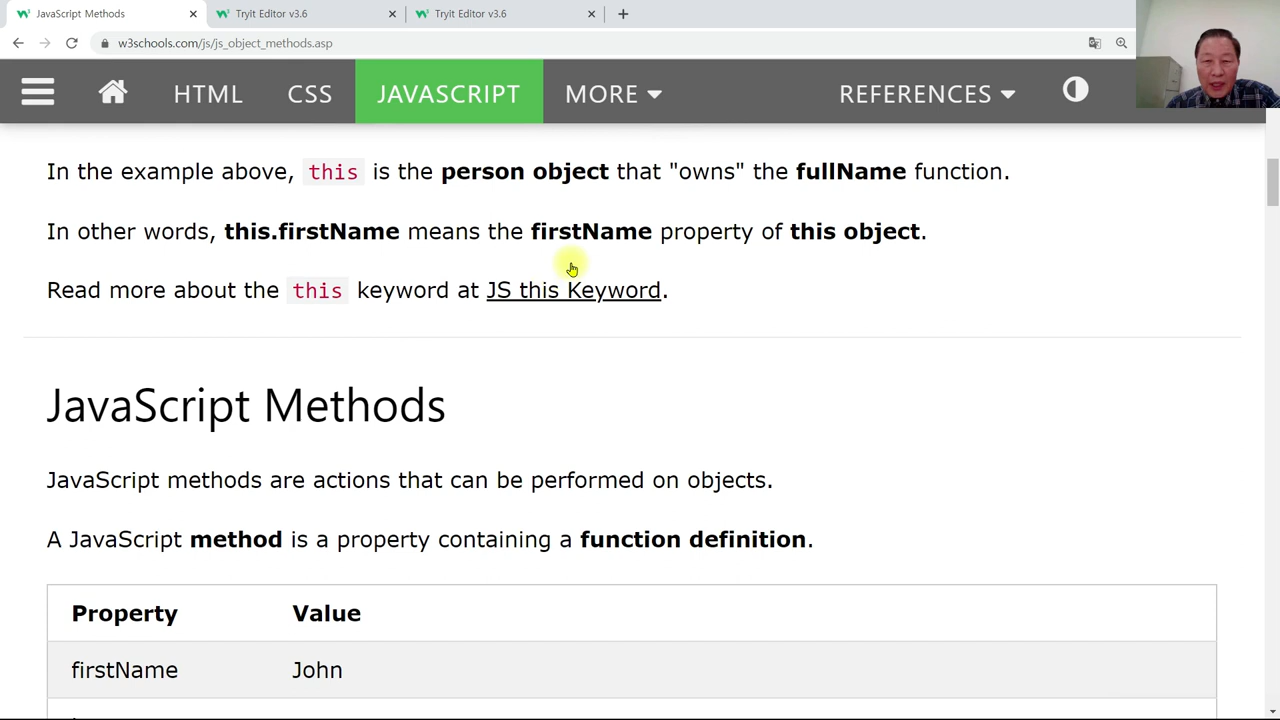 JavaScript Methods
Tryit Editor v3.6
Tryit Editor v3.6
w3schools.com/js/js_object_methods.asp
HTML CSS JAVASCRIPT MORE REFERENCES
In the example above, this is the person object that "owns" the fullName function.
In other words, this.firstName means the firstName property of this object.
Read more about the this keyword at JS this Keyword.
JavaScript Methods
JavaScript methods are actions that can be performed on objects.
A JavaScript method is a property containing a function definition.
Property Value
firstName John